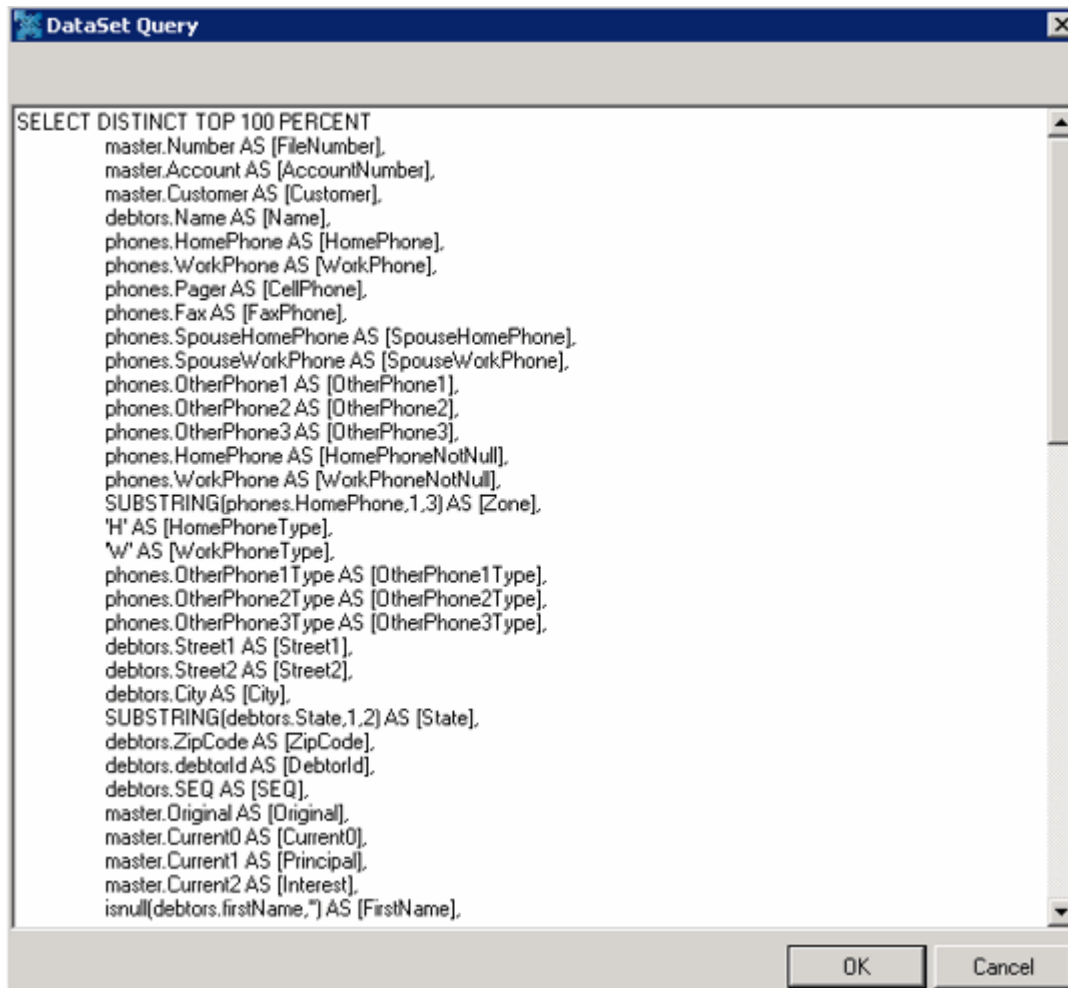 DataSet Query
SELECT DISTINCT TOP 100 PERCENT
master.Number AS [FileNumber],
master.Account AS [AccountNumber],
master.Customer AS [Customer],
debtors.Name AS [Name],
phones.HomePhone AS [HomePhone],
phones.WorkPhone AS [WorkPhone],
phones.Pager AS [CellPhone],
phones.Fax AS [FaxPhone],
phones.SpouseHomePhone AS [SpouseHomePhone],
phones.SpouseWorkPhone AS [SpouseWorkPhone],
phones.OtherPhone1 AS [OtherPhone1],
phones.OtherPhone2 AS [OtherPhone2],
phones.OtherPhone3 AS [OtherPhone3],
phones.HomePhone AS [HomePhoneNotNull],
phones.WorkPhone AS [WorkPhoneNotNull],
SUBSTRING(phones.HomePhone,1,3) AS [Zone],
'H' AS [HomePhoneType],
'W' AS [WorkPhoneType],
phones.OtherPhone1Type AS [OtherPhone1Type],
phones.OtherPhone2Type AS [OtherPhone2Type],
phones.OtherPhone3Type AS [OtherPhone3Type],
debtors.Street1 AS [Street1],
debtors.Street2 AS [Street2],
debtors.City AS [City],
SUBSTRING(debtors.State,1,2) AS [State],
debtors.ZipCode AS [ZipCode],
debtors.debtorId AS [DebtorId],
debtors.SEQ AS [SEQ],
master.Original AS [Original],
master.Current0 AS [Current0],
master.Current1 AS [Principal],
master.Current2 AS [Interest],
isnull(debtors.firstName,'') AS [FirstName],
OK Cancel